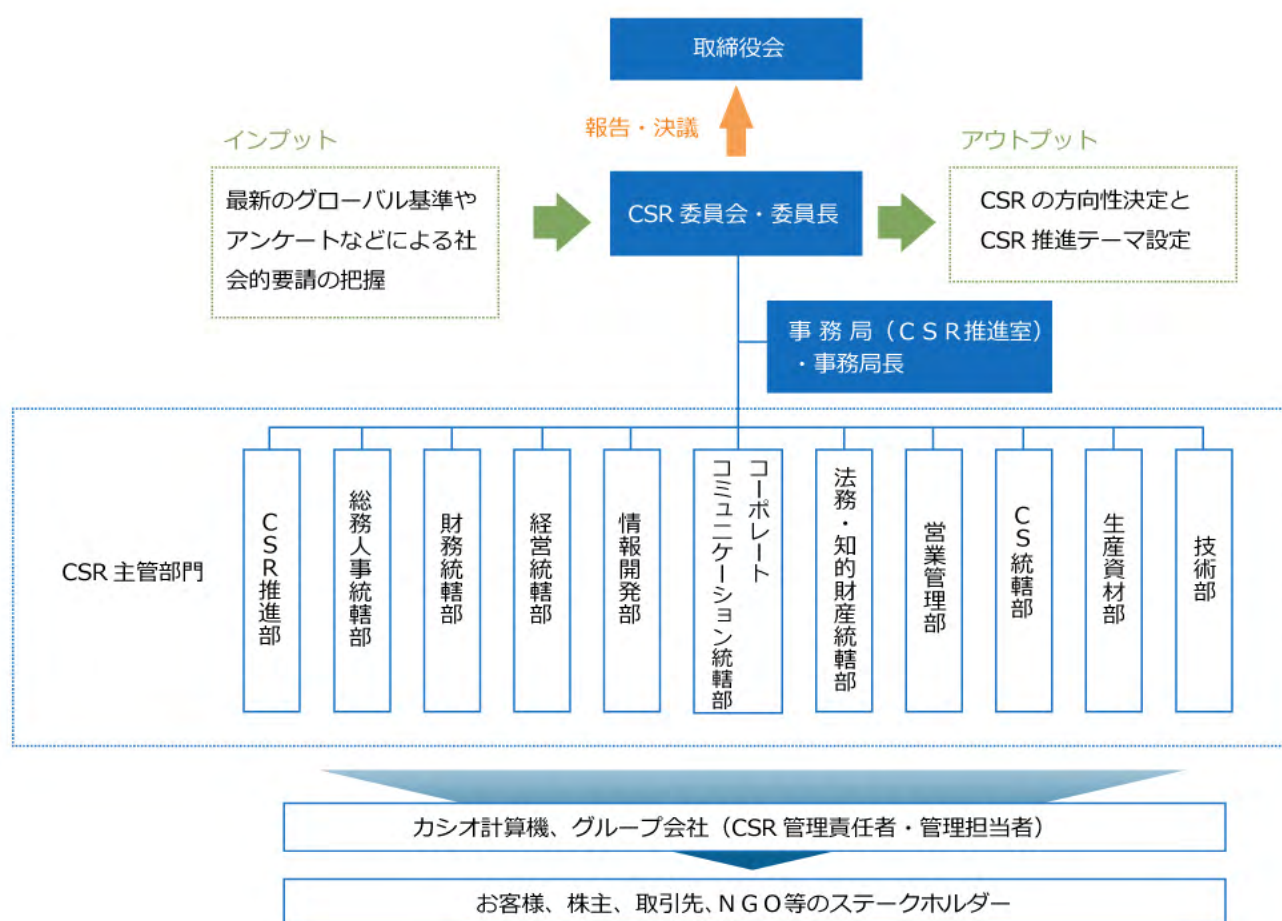 取締役会
報告・決議
インプット
アウトプット
最新のグローバル基準や
アンケートなどによる社
会的要請の把握
CSR 委員会・委員長
CSR の方向性決定と
CSR 推進テーマ設定
事 務 局（ＣＳＲ推進室）
・事務局長
CSR 主管部門
ＣＳＲ推進部
総務人事統轄部
財務統轄部
経営統轄部
情報開発部
コーポレート
コミュニケーション統轄部
法務・知的財産統轄部
営業管理部
ＣＳ統轄部
生産資材部
技術部
カシオ計算機、グループ会社（CSR 管理責任者・管理担当者）
お客様、株主、取引先、ＮＧＯ等のステークホルダー